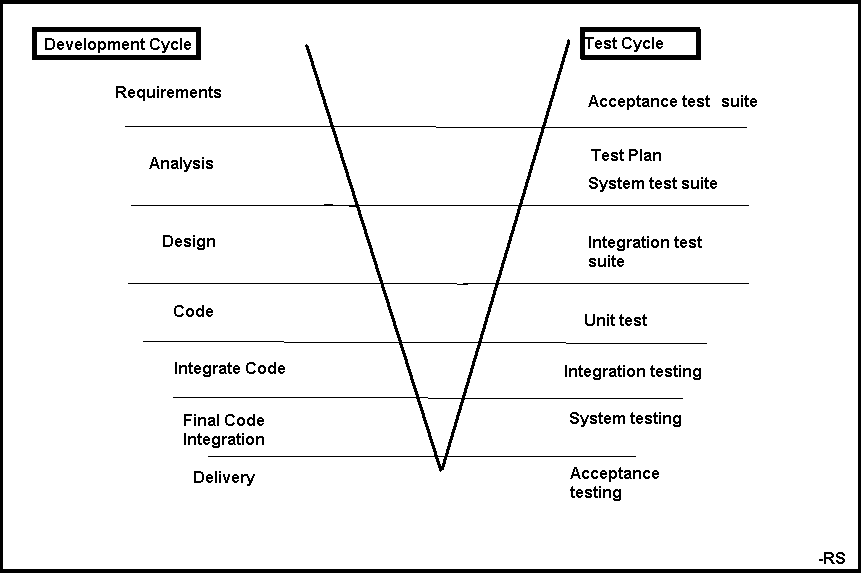 Development Cycle
Test Cycle
Requirements
Acceptance test suite
Analysis
Test Plan
System test suite
Design
Integration test
suite
Code
Unit test
Integrate Code
Integration testing
Final Code
Integration
System testing
Delivery
Acceptance
testing
-RS